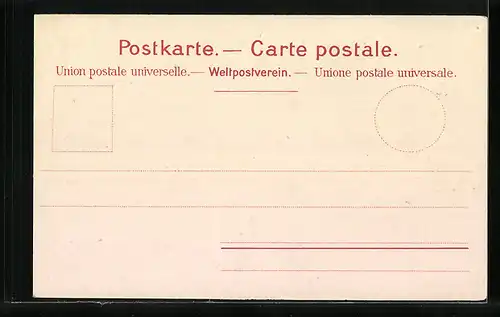 Postkarte. — Carte postale.
Union postale universelle. — Weltpostverein. — Unione postale universale.